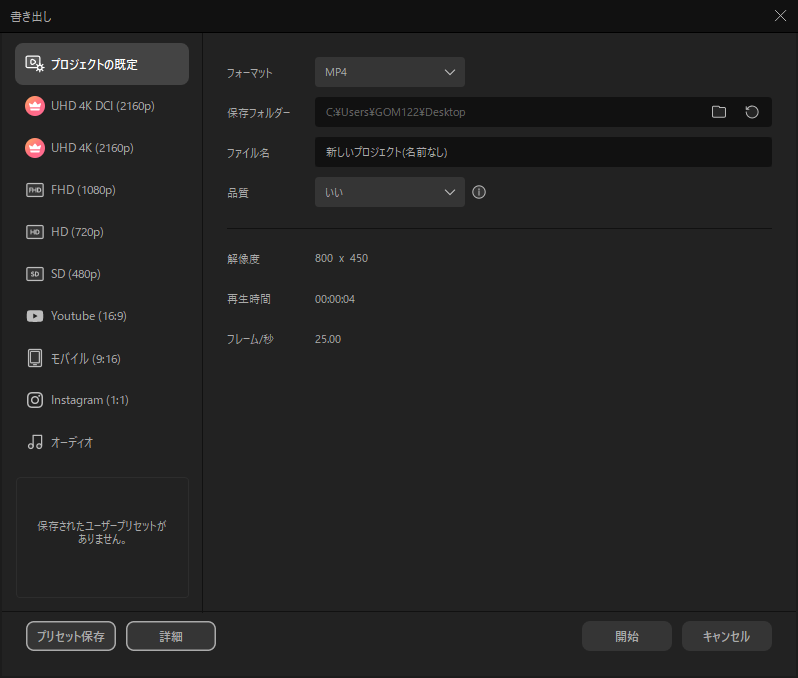 書き出し
プロジェクトの既定
UHD 4K DCI (2160p)
UHD 4K (2160p)
FHD FHD (1080p)
HD HD (720p)
SD SD (480p)
Youtube (16:9)
モバイル (9:16)
Instagram (1:1)
オーディオ
保存されたユーザープリセットが
ありません。
フォーマット MP4
保存フォルダー C:¥Users¥GOM122¥Desktop
ファイル名 新しいプロジェクト(名前なし)
品質 いい
解像度 800 x 450
再生時間 00:00:04
フレーム/秒 25.00
プリセット保存 詳細 開始 キャンセル